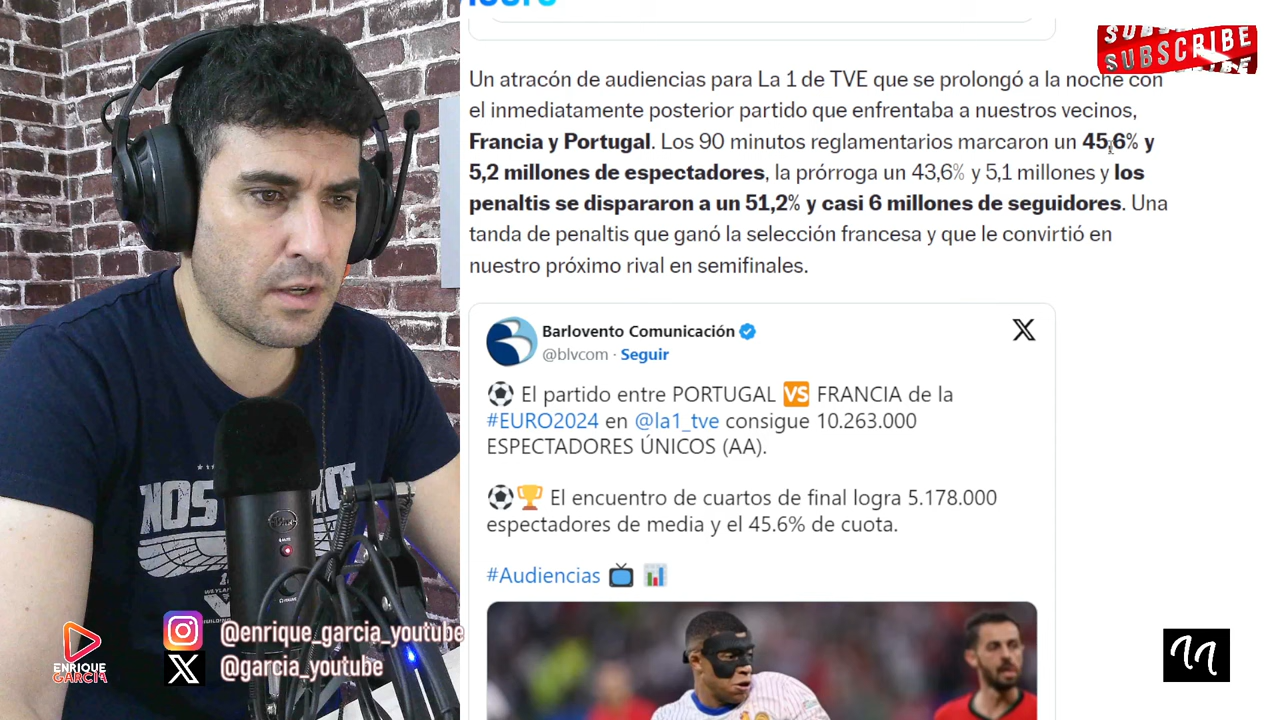 SUBSCRIBE
Un atracón de audiencias para La 1 de TVE que se prolongó a la noche con
el inmediatamente posterior partido que enfrentaba a nuestros vecinos,
Francia y Portugal. Los 90 minutos reglamentarios marcaron un 45,6% y
5,2 millones de espectadores, la prórroga un 43,6% y 5,1 millones y los
penaltis se dispararon a un 51,2% y casi 6 millones de seguidores. Una
tanda de penaltis que ganó la selección francesa y que le convirtió en
nuestro próximo rival en semifinales.
Barlovento Comunicación
@blvcom · Seguir
El partido entre PORTUGAL VS FRANCIA de la
#EURO2024 en @la1_tve consigue 10.263.000
ESPECTADORES ÚNICOS (AA).
El encuentro de cuartos de final logra 5.178.000
espectadores de media y el 45.6% de cuota.
#Audiencias
@enrique_garcia_youtube
@garcia_youtube
ENRIQUE
GARCIA